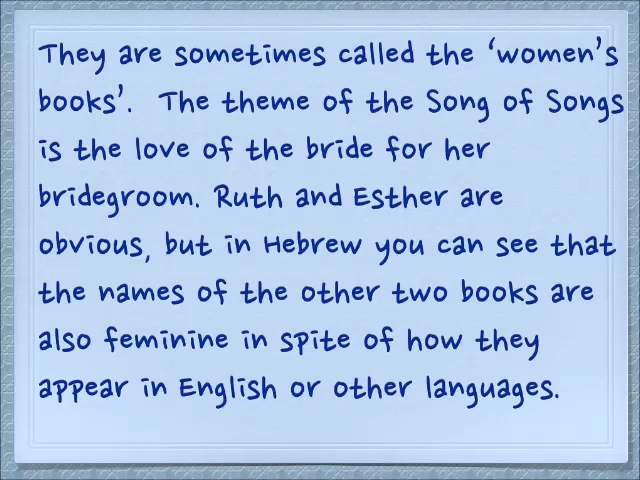 They are sometimes called the ‘women’s
books’.  The theme of the Song of Songs
is the love of the bride for her
bridegroom. Ruth and Esther are
obvious, but in Hebrew you can see that
the names of the other two books are
also feminine in spite of how they
appear in English or other languages.